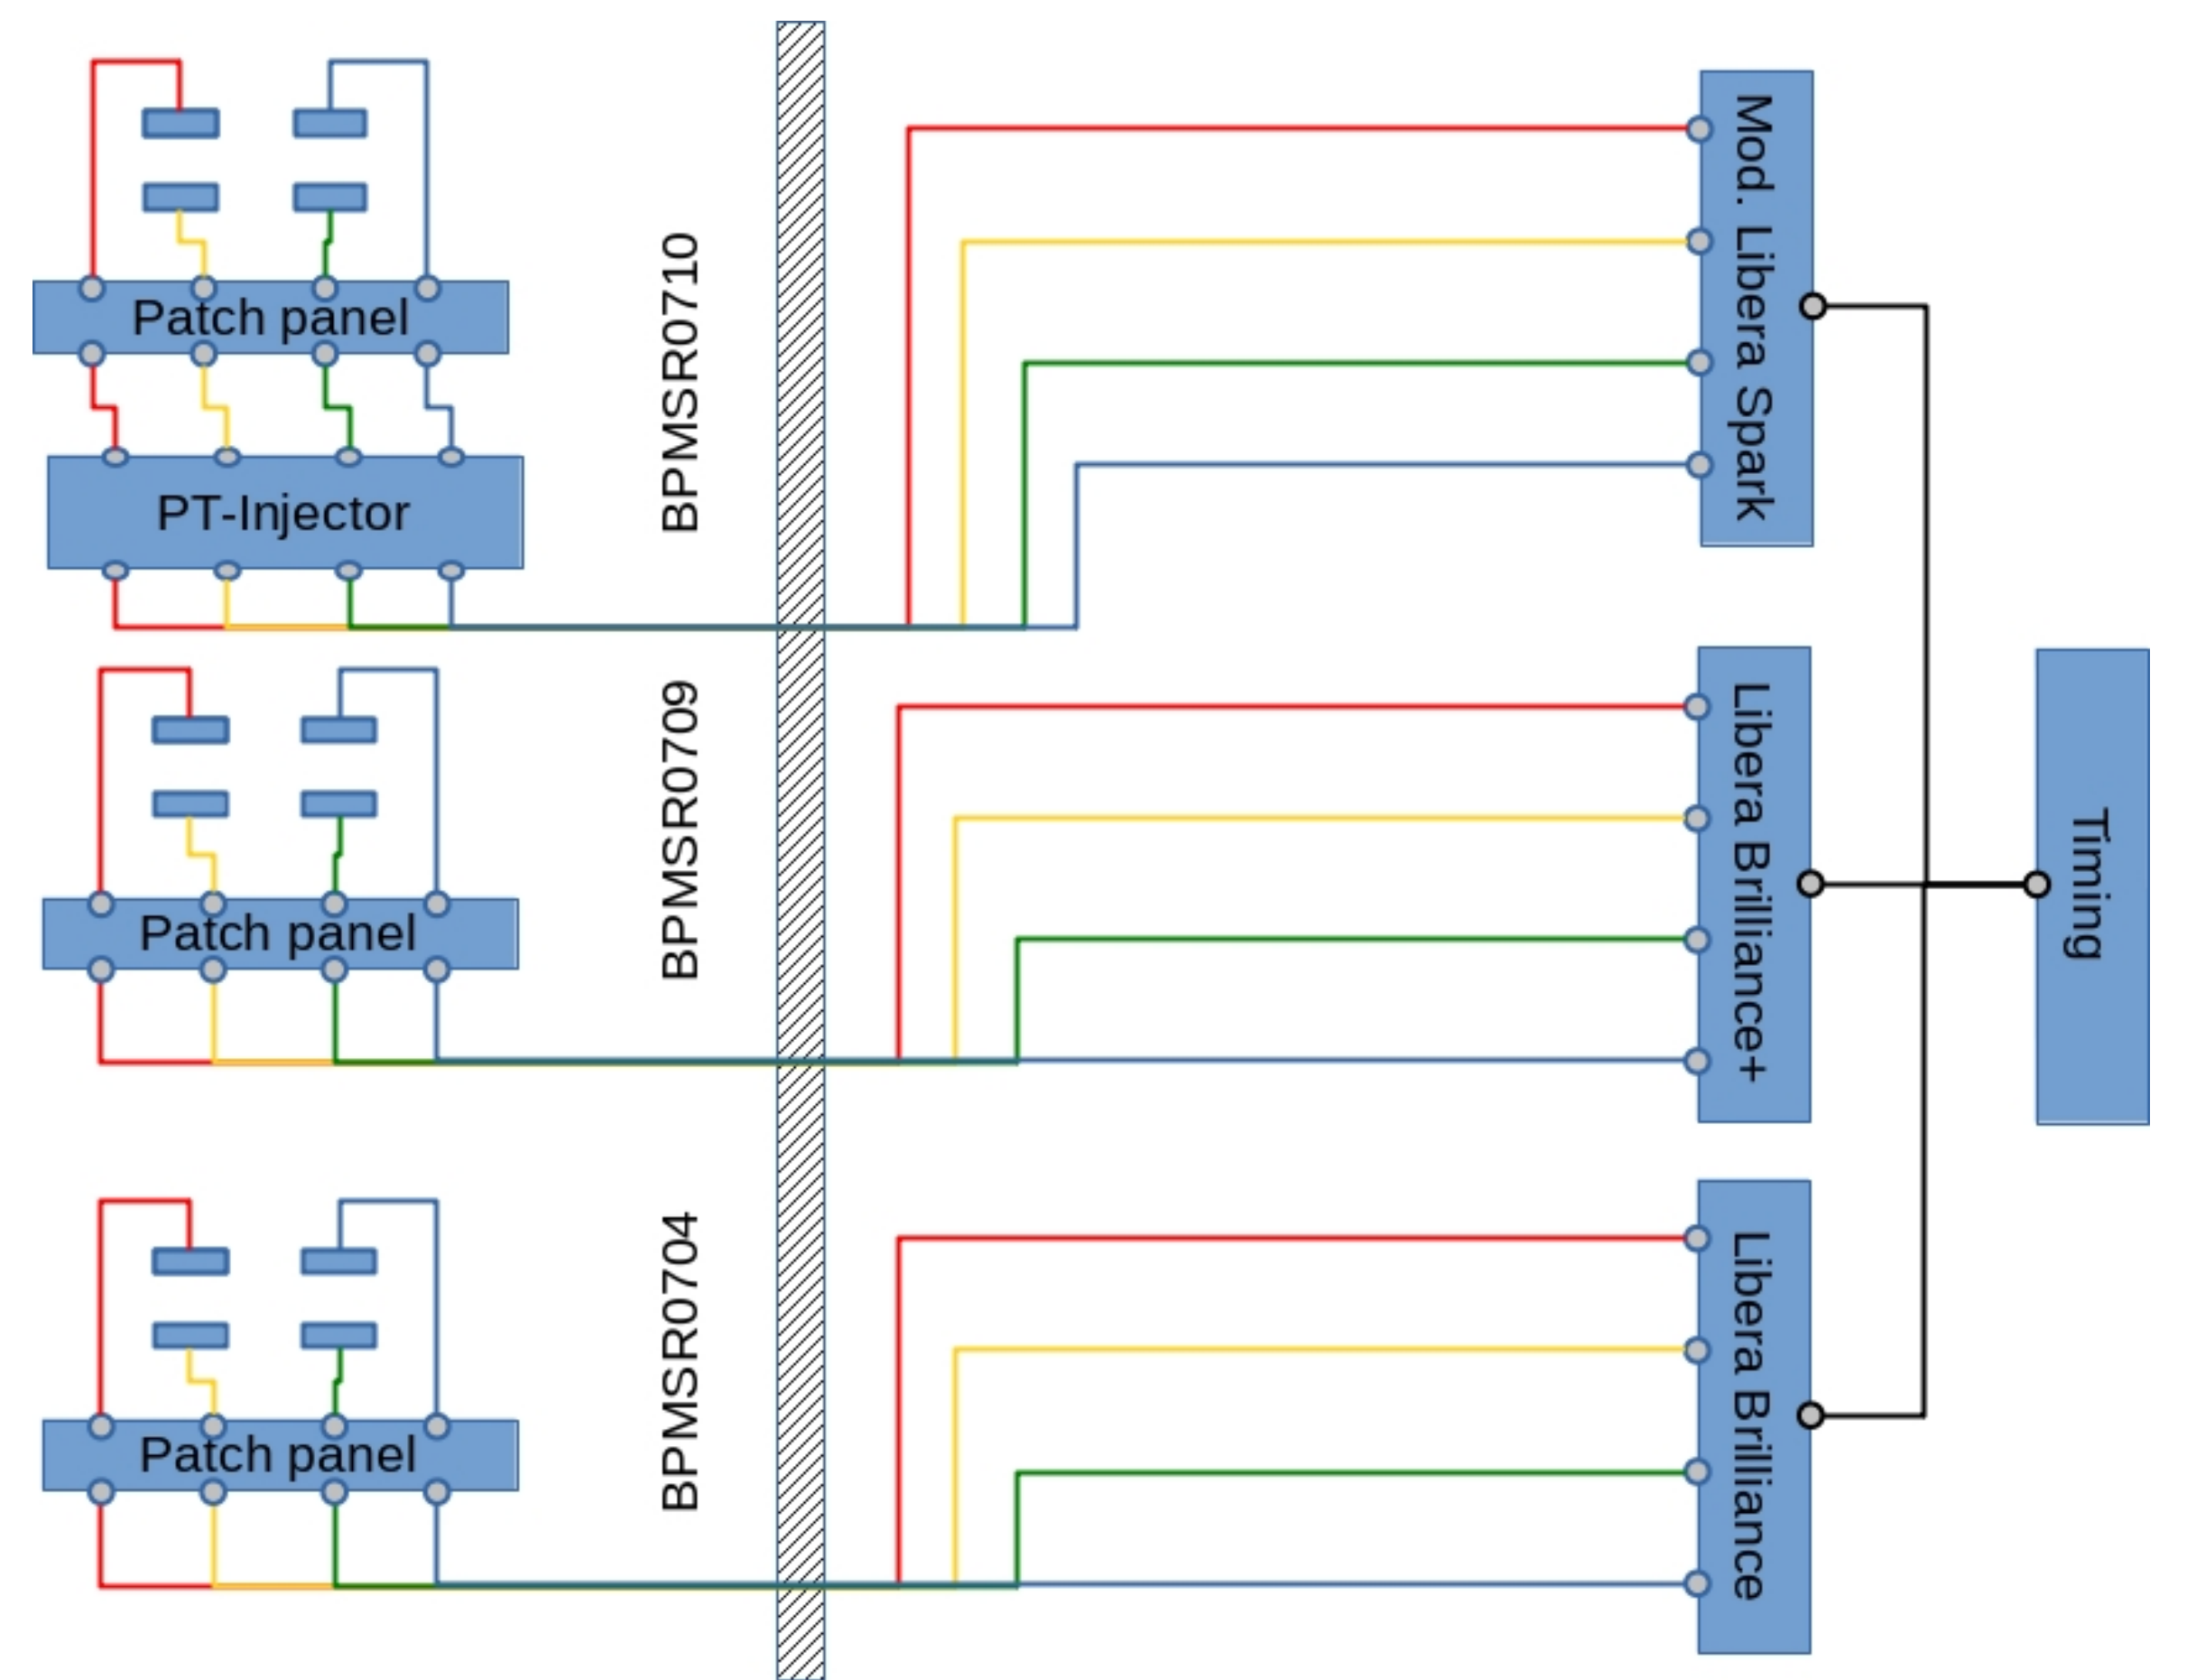 Patch panel
PT-Injector
BPMSR0710
Mod. Libera Spark
Patch panel
BPMSR0709
Libera Brilliance+
Timing
Patch panel
BPMSR0704
Libera Brilliance